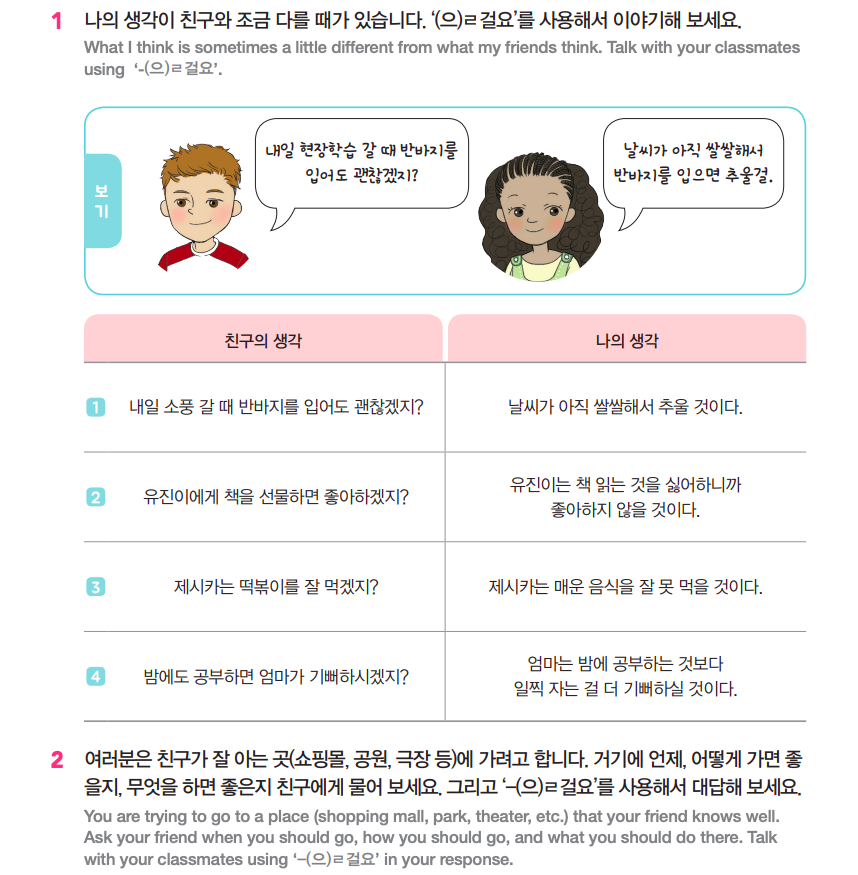 1 나의 생각이 친구와 조금 다를 때가 있습니다. ‘(으)ㄹ걸요’를 사용해서 이야기해 보세요.
What I think is sometimes a little different from what my friends think. Talk with your classmates
using ‘-(으)ㄹ걸요’.
보
기
내일 현장학습 갈 때 반바지를
입어도 괜찮겠지?
날씨가 아직 쌀쌀해서
반바지를 입으면 추울걸.
친구의 생각
나의 생각
1 내일 소풍 갈 때 반바지를 입어도 괜찮겠지?
날씨가 아직 쌀쌀해서 추울 것이다.
2 유진이에게 책을 선물하면 좋아하겠지?
유진이는 책 읽는 것을 싫어하니까
좋아하지 않을 것이다.
3 제시카는 떡볶이를 잘 먹겠지?
제시카는 매운 음식을 잘 못 먹을 것이다.
4 밤에도 공부하면 엄마가 기뻐하시겠지?
엄마는 밤에 공부하는 것보다
일찍 자는 걸 더 기뻐하실 것이다.
2 여러분은 친구가 잘 아는 곳(쇼핑몰, 공원, 극장 등)에 가려고 합니다. 거기에 언제, 어떻게 가면 좋
을지, 무엇을 하면 좋은지 친구에게 물어 보세요. 그리고 ‘–(으)ㄹ걸요’를 사용해서 대답해 보세요.
You are trying to go to a place (shopping mall, park, theater, etc.) that your friend knows well.
Ask your friend when you should go, how you should go, and what you should do there. Talk
with your classmates using ‘–(으)ㄹ걸요’ in your response.